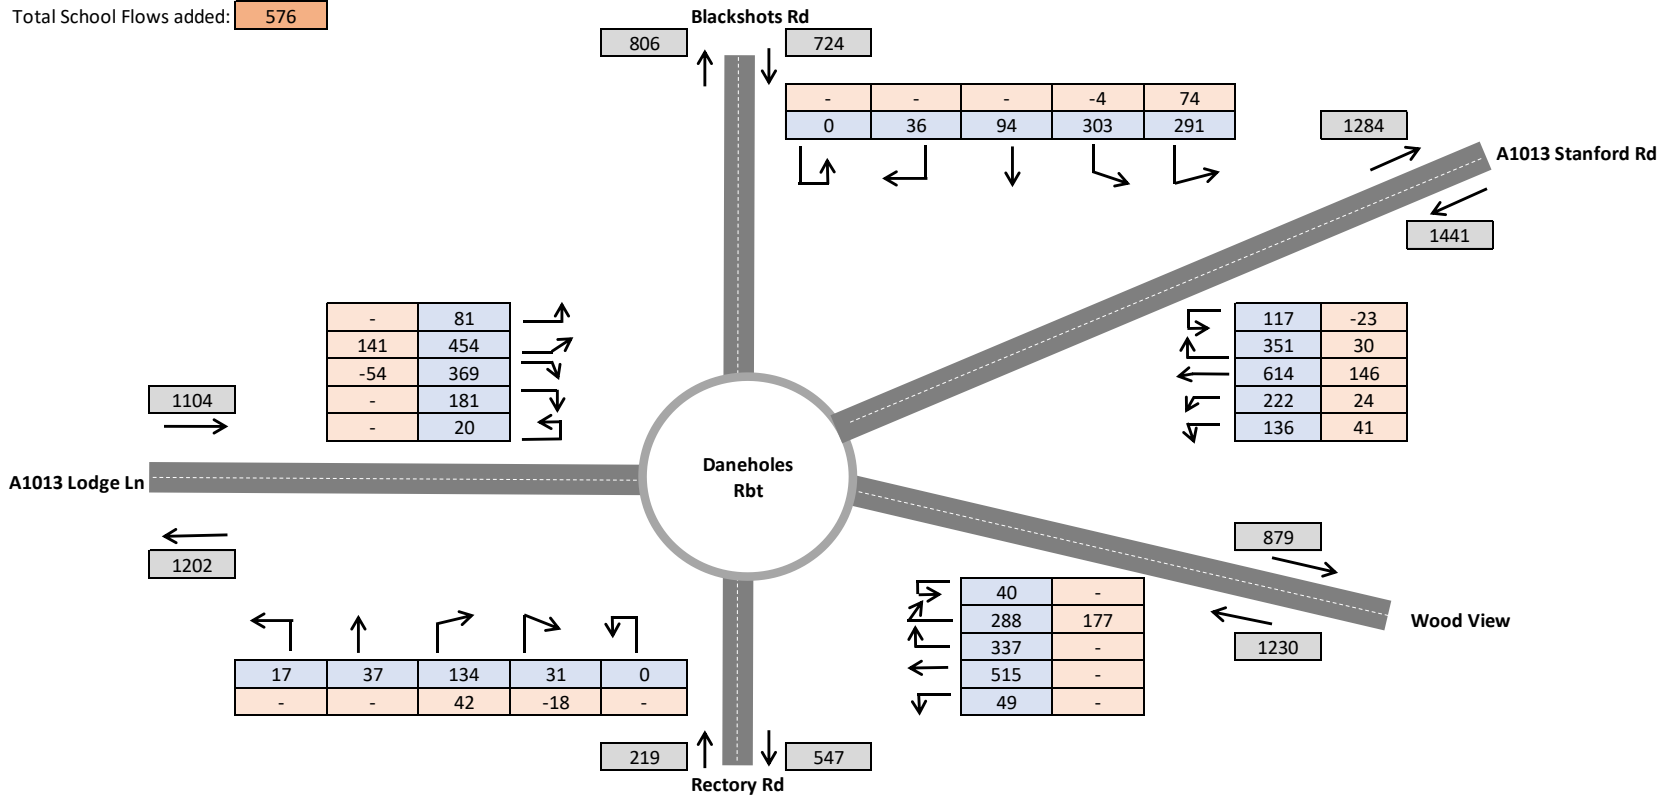 Total School Flows added: 576
Blackshots Rd
806 724
- - - -4 74
0 36 94 303 291
1284
A1013 Stanford Rd
1441
- 81
141 454
-54 369
- 181
- 20
117 -23
351 30
614 146
222 24
136 41
1104
A1013 Lodge Ln
Daneholes
Rbt
1202
879
Wood View
1230
40 -
288 177
337 -
515 -
49 -
17 37 134 31 0
- - 42 -18 -
219 547
Rectory Rd